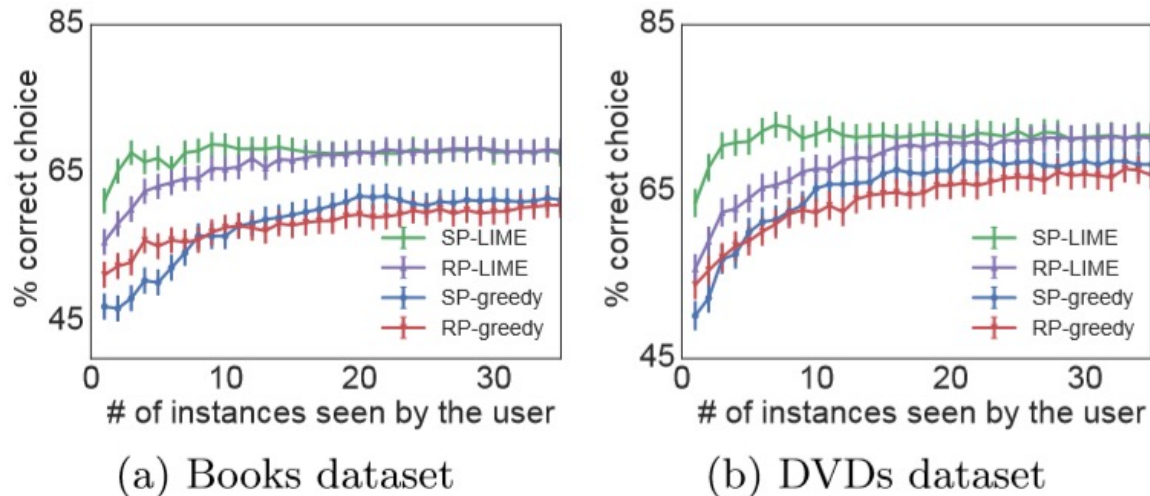 85
65
45
% correct choice
SP-LIME
RP-LIME
SP-greedy
RP-greedy
0 10 20 30
# of instances seen by the user
(a) Books dataset
85
65
45
% correct choice
SP-LIME
RP-LIME
SP-greedy
RP-greedy
0 10 20 30
# of instances seen by the user
(b) DVDs dataset